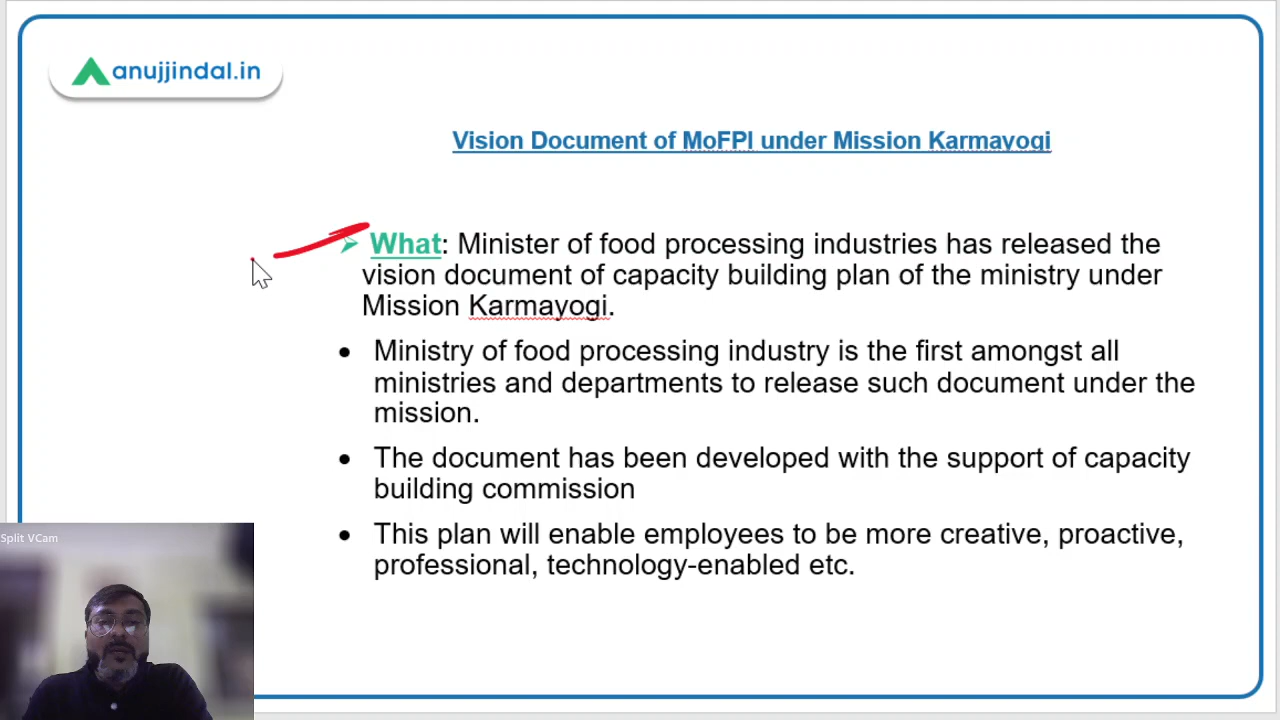 anujjindal.in
Vision Document of MoFPI under Mission Karmayogi
What: Minister of food processing industries has released the
vision document of capacity building plan of the ministry under
Mission Karmayogi.
Ministry of food processing industry is the first amongst all
ministries and departments to release such document under the
mission.
The document has been developed with the support of capacity
building commission
This plan will enable employees to be more creative, proactive,
professional, technology-enabled etc.
Split VCam